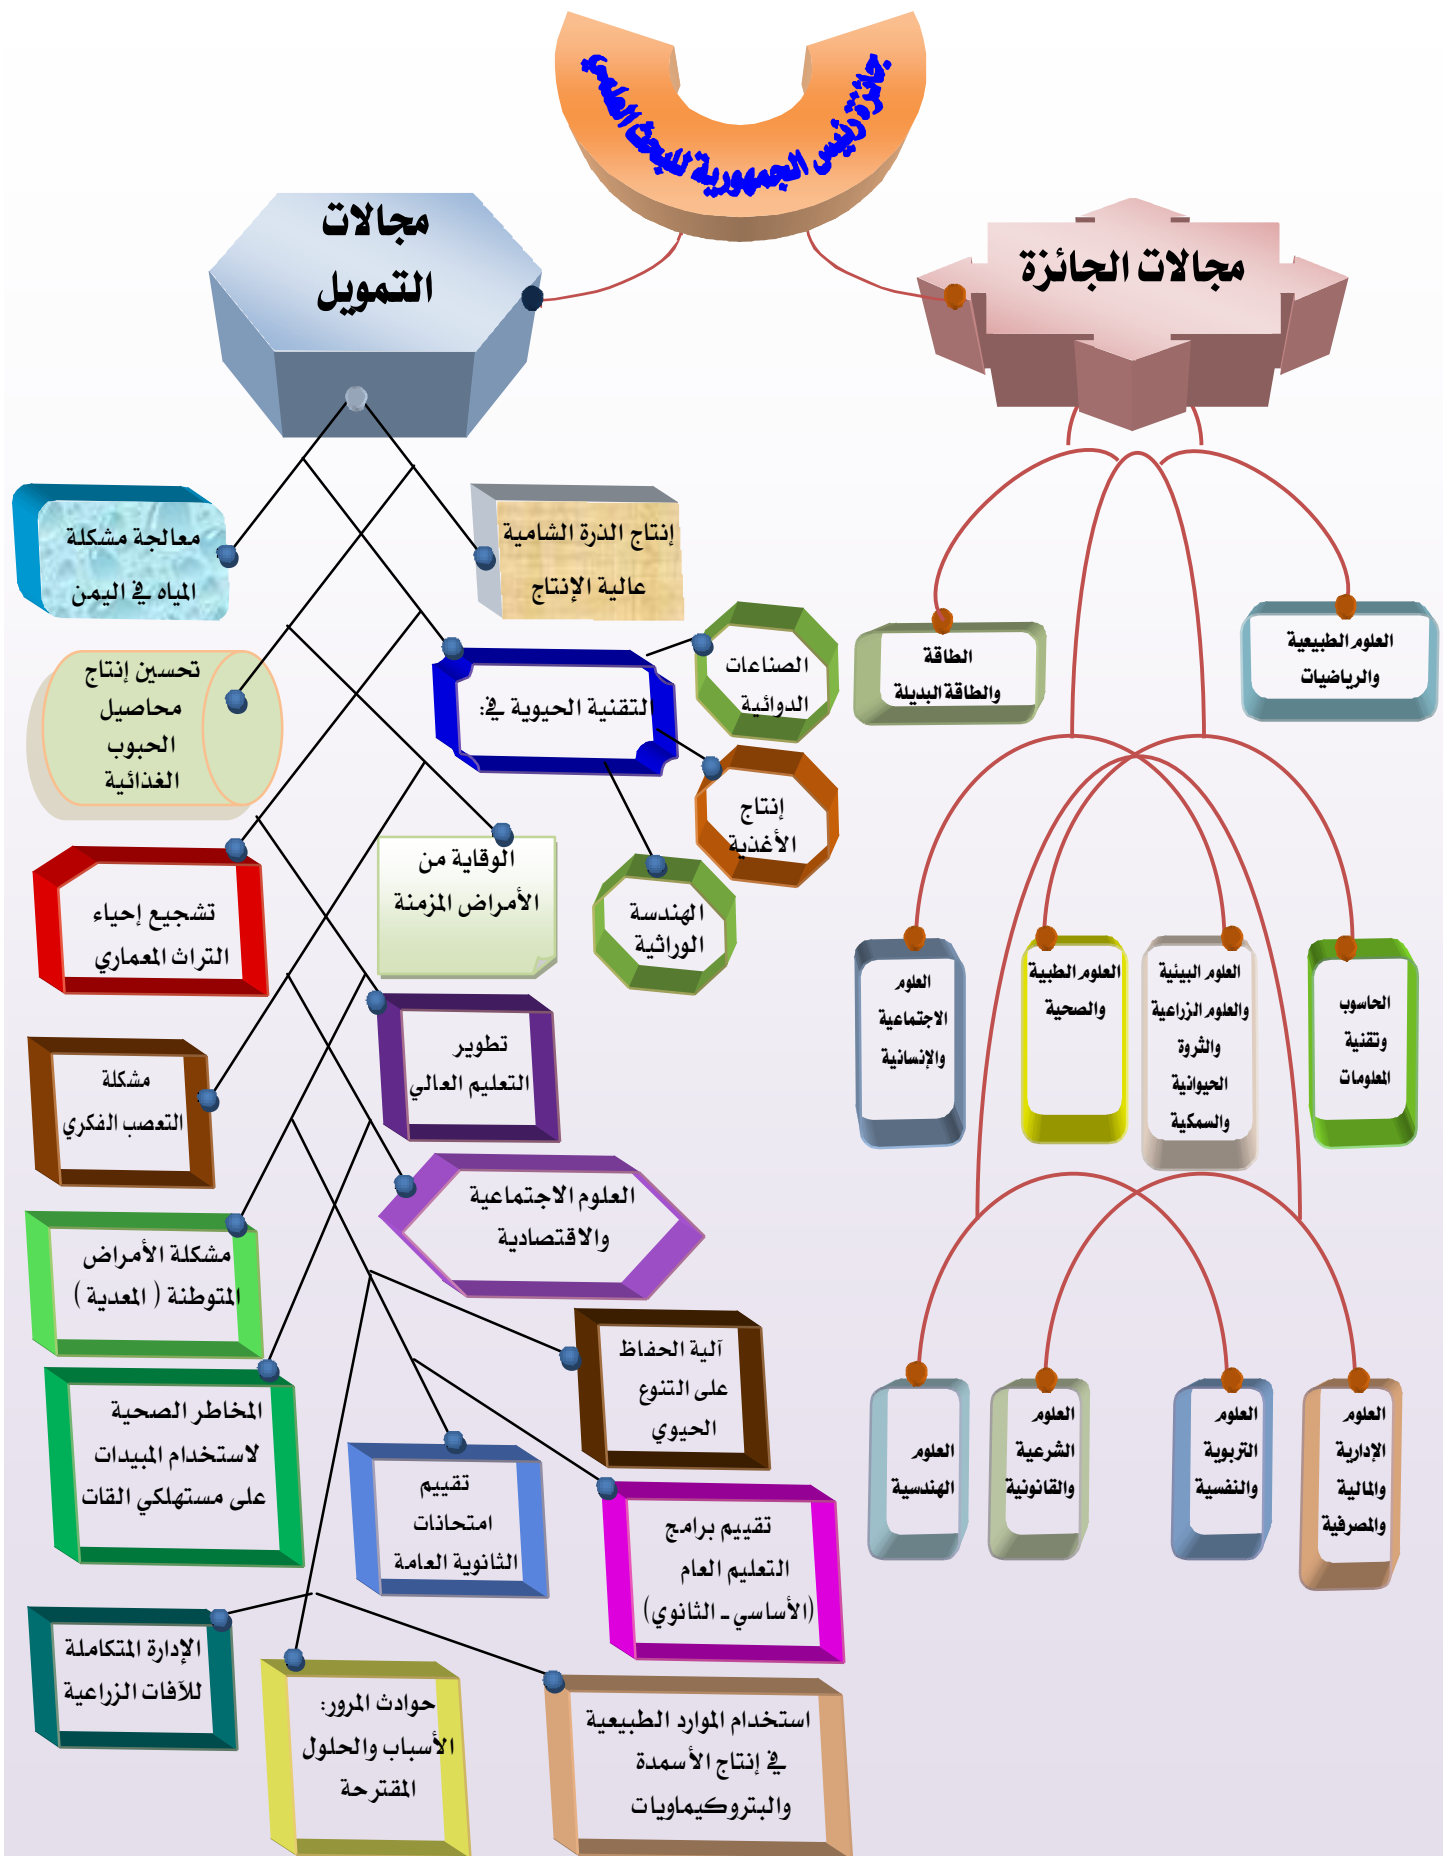 جائزة رئيس الجمهورية للبحث العلمي
مجالات الجائزة
مجالات
التمويل
العلوم الطبيعية
والرياضيات
الطاقة
والطاقة البديلة
الحاسوب
وتقنية
المعلومات
العلوم البيئية
والعلوم الزراعية
والثروة
الحيوانية
والسمكية
العلوم الطبية
والصحية
العلوم
الاجتماعية
والإنسانية
العلوم
الإدارية
والمالية
والمصرفية
العلوم
التربوية
والنفسية
العلوم
الشرعية
والقانونية
العلوم
الهندسية
إنتاج الذرة الشامية
عالية الإنتاج
معالجة مشكلة
المياه في اليمن
التقنية الحيوية في:
الصناعات
الدوائية
إنتاج
الأغذية
الهندسة
الوراثية
تحسين إنتاج
محاصيل
الحبوب
الغذائية
الوقاية من
الأمراض المزمنة
تشجيع إحياء
التراث المعماري
تطوير
التعليم العالي
مشكلة
التعصب الفكري
العلوم الاجتماعية
والاقتصادية
مشكلة الأمراض
المتوطنة ( المعدية )
آلية الحفاظ
على التنوع
الحيوي
المخاطر الصحية
لاستخدام المبيدات
على مستهلكي القات
تقييم
امتحانات
الثانوية العامة
تقييم برامج
التعليم العام
(الأساسي ـ الثانوي)
الإدارة المتكاملة
للآفات الزراعية
حوادث المرور:
الأسباب والحلول
المقترحة
استخدام الموارد الطبيعية
في إنتاج الأسمدة
والبتروكيماويات